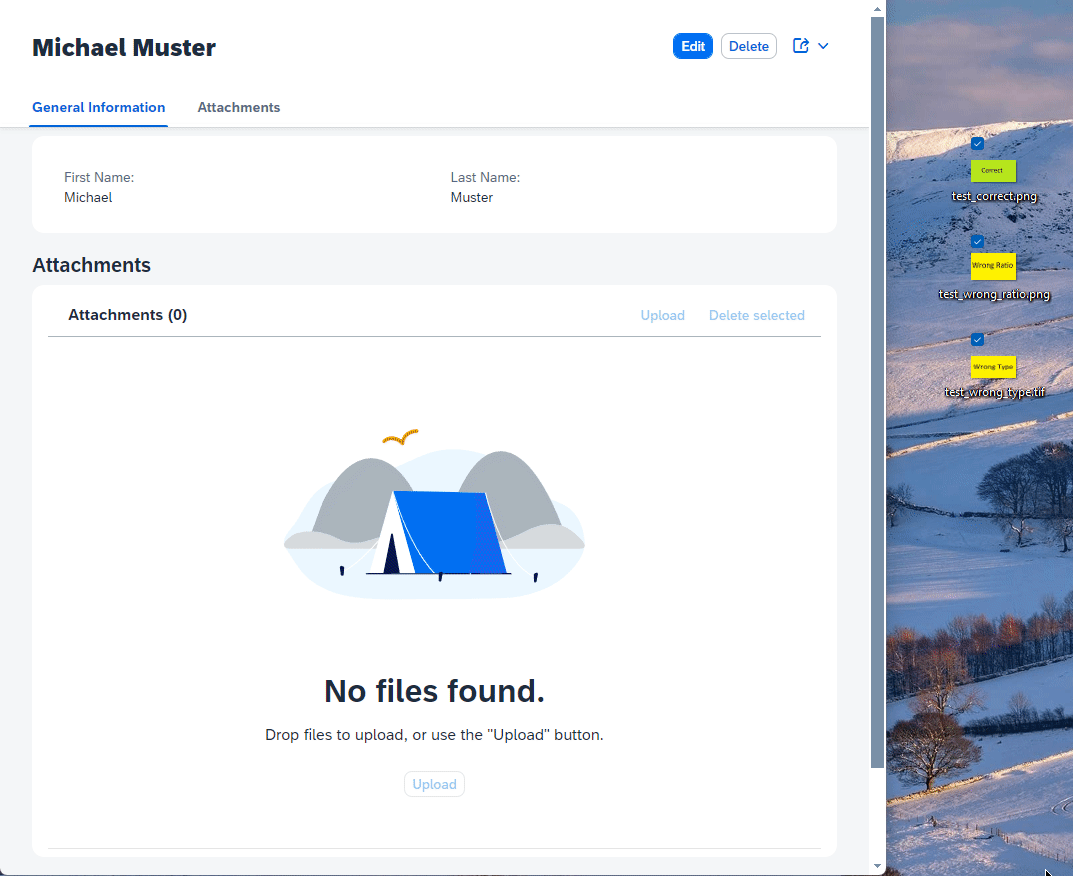 Michael Muster
Edit
Delete
General Information
Attachments
First Name:
Michael
Last Name:
Muster
Attachments
Attachments (0)
Upload
Delete selected
No files found.
Drop files to upload, or use the "Upload" button.
Upload
Correct
test_correct.png
Wrong Ratio
test_wrong_ratio.png
Wrong Type
test_wrong_type.tif